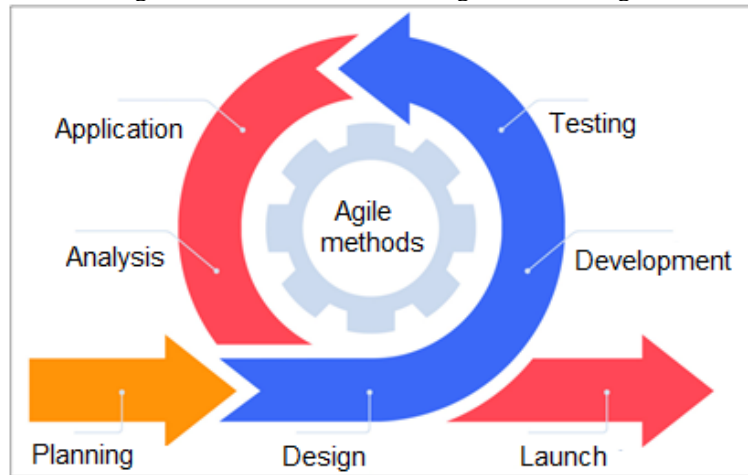 Application
Testing
Agile
methods
Analysis
Development
Planning
Design
Launch